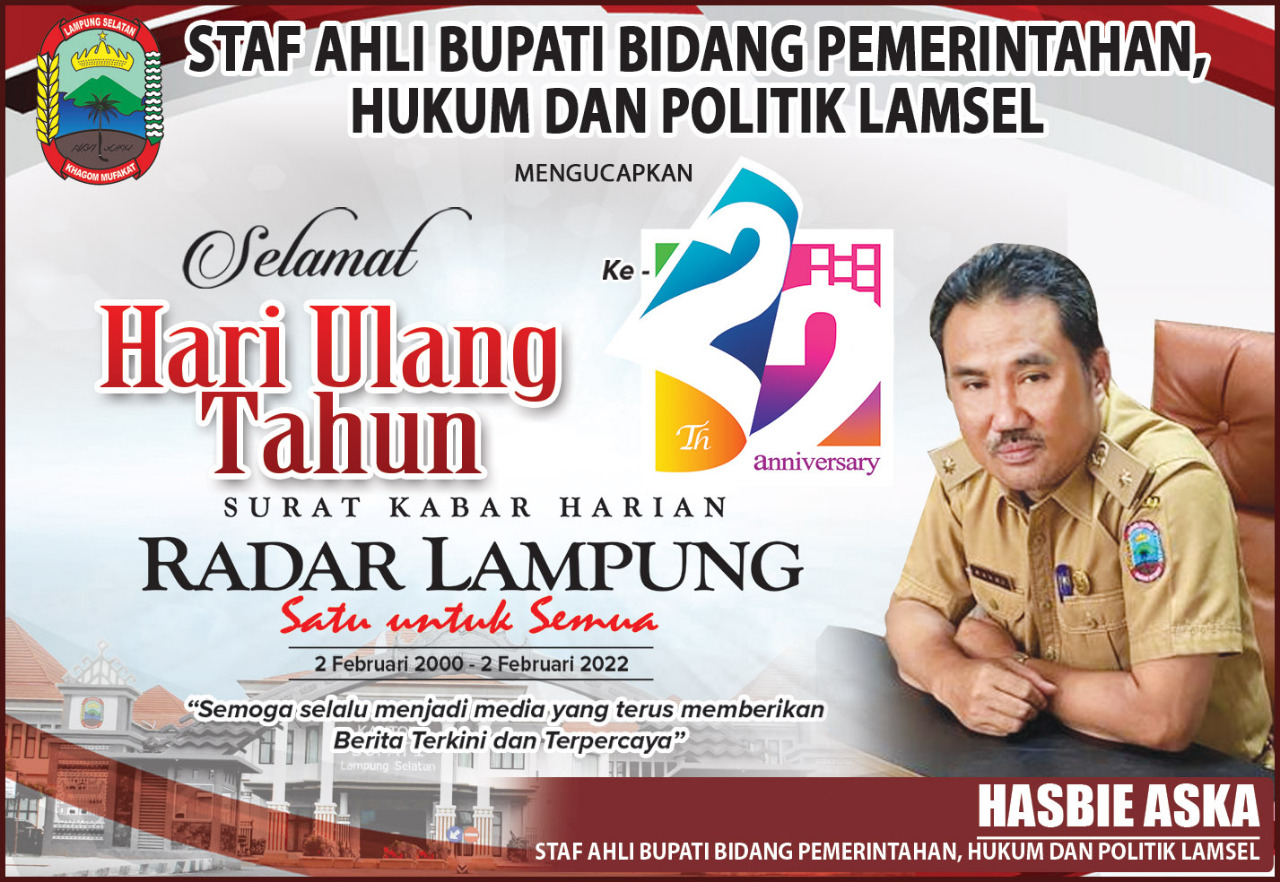 LAMPUNG SELATAN
KHAGOM MUFAKAT
STAF AHLI BUPATI BIDANG PEMERINTAHAN,
HUKUM DAN POLITIK LAMSEL
MENGUCAPKAN
Selamat
Hari Ulang
Tahun
Ke - 22
Th
anniversary
SURAT KABAR HARIAN
RADAR LAMPUNG
Satu untuk Semua
2 Februari 2000 - 2 Februari 2022
“Semoga selalu menjadi media yang terus memberikan
Berita Terkini dan Terpercaya”
Lampung Selatan
HASBIE ASKA
STAF AHLI BUPATI BIDANG PEMERINTAHAN, HUKUM DAN POLITIK LAMSEL